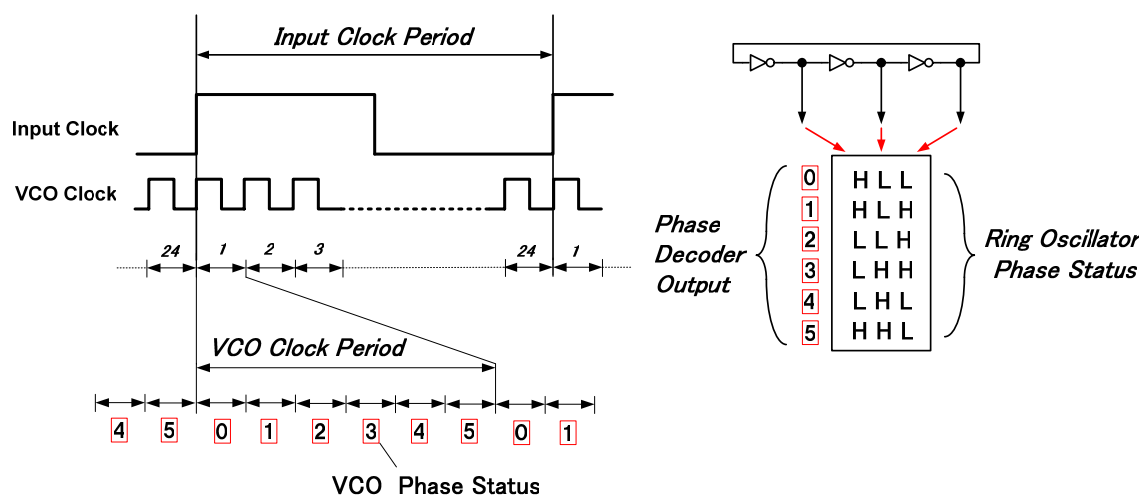 Input Clock Period
Input Clock
VCO Clock
24 1 2 3 24 1
VCO Clock Period
4 5 0 1 2 3 4 5 0 1
VCO Phase Status
Phase
Decoder
Output
0 H L L
1 H L H
2 L L H
3 L H H
4 L H L
5 H H L
Ring Oscillator
Phase Status